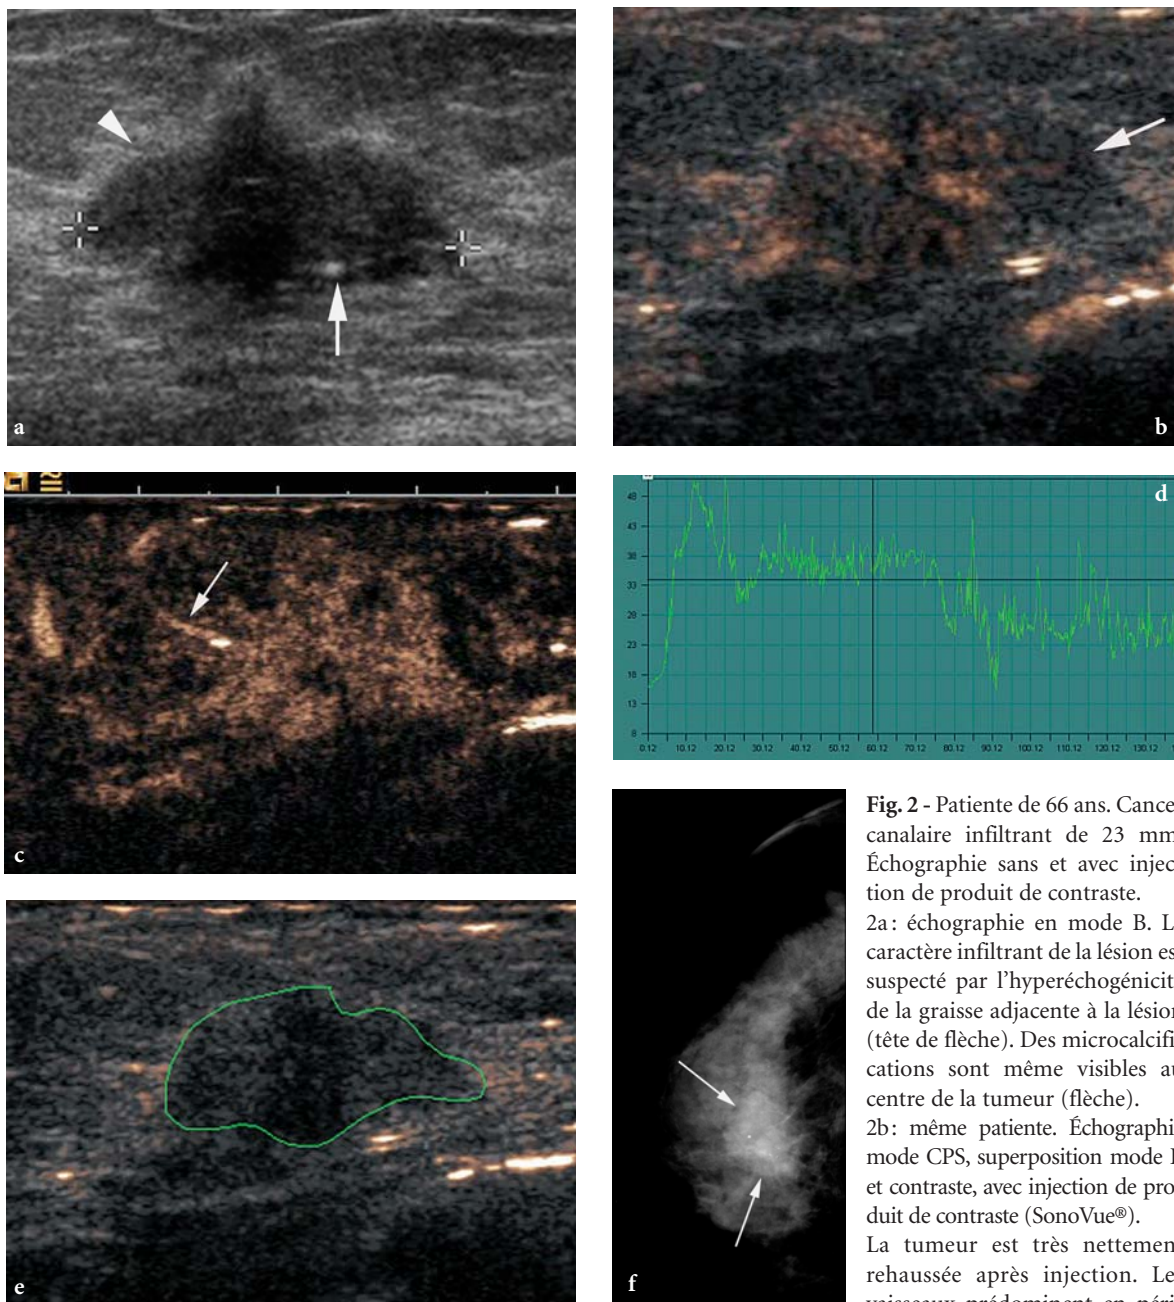 a
b
c
d
48
43
38
33
28
23
18
13
8
0.12 10.12 20.12 30.12 40.12 50.12 60.12 70.12 80.12 90.12 100.12 110.12 120.12 130.12
e
f
Fig. 2 - Patiente de 66 ans. Cance
canalaire infiltrant de 23 mm
Échographie sans et avec injec
tion de produit de contraste.
2a: échographie en mode B. L
caractère infiltrant de la lésion es
suspecté par l'hyperéchogénicit
de la graisse adjacente à la lésion
(tête de flèche). Des microcalcifi
cations sont même visibles au
centre de la tumeur (flèche).
2b: même patiente. Échographi
mode CPS, superposition mode
et contraste, avec injection de pro
duit de contraste (SonoVue®).
La tumeur est très nettemen
rehaussée après injection. Le
vaisseaux prédominent en péri